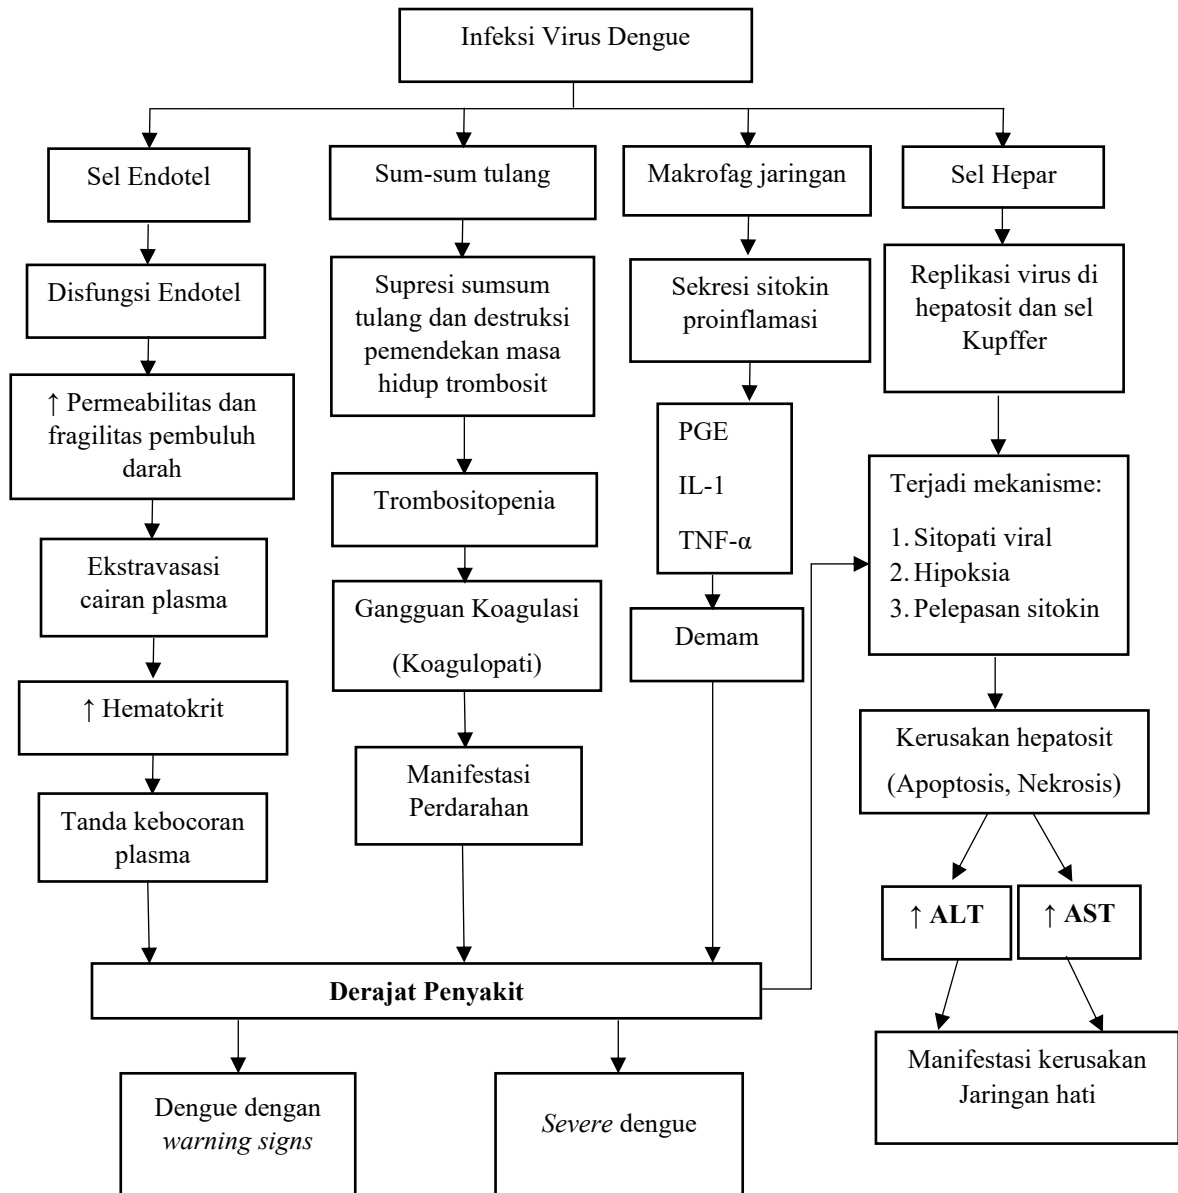 Infeksi Virus Dengue
Sel Endotel
Sum-sum tulang
Makrofag jaringan
Sel Hepar
Disfungsi Endotel
Supresi sumsum
tulang dan destruksi
pemendekan masa
hidup trombosit
Sekresi sitokin
proinflamasi
Replikasi virus di
hepatosit dan sel
Kupffer
↑ Permeabilitas dan
fragilitas pembuluh
darah
Trombositopenia
PGE
IL-1
TNF-α
Terjadi mekanisme:
1. Sitopati viral
2. Hipoksia
3. Pelepasan sitokin
Ekstravasasi
cairan plasma
Gangguan Koagulasi
(Koagulopati)
Demam
↑ Hematokrit
Manifestasi
Perdarahan
Kerusakan hepatosit
(Apoptosis, Nekrosis)
Tanda kebocoran
plasma
↑ ALT
↑ AST
Derajat Penyakit
Manifestasi kerusakan
Jaringan hati
Dengue dengan
warning signs
Severe dengue